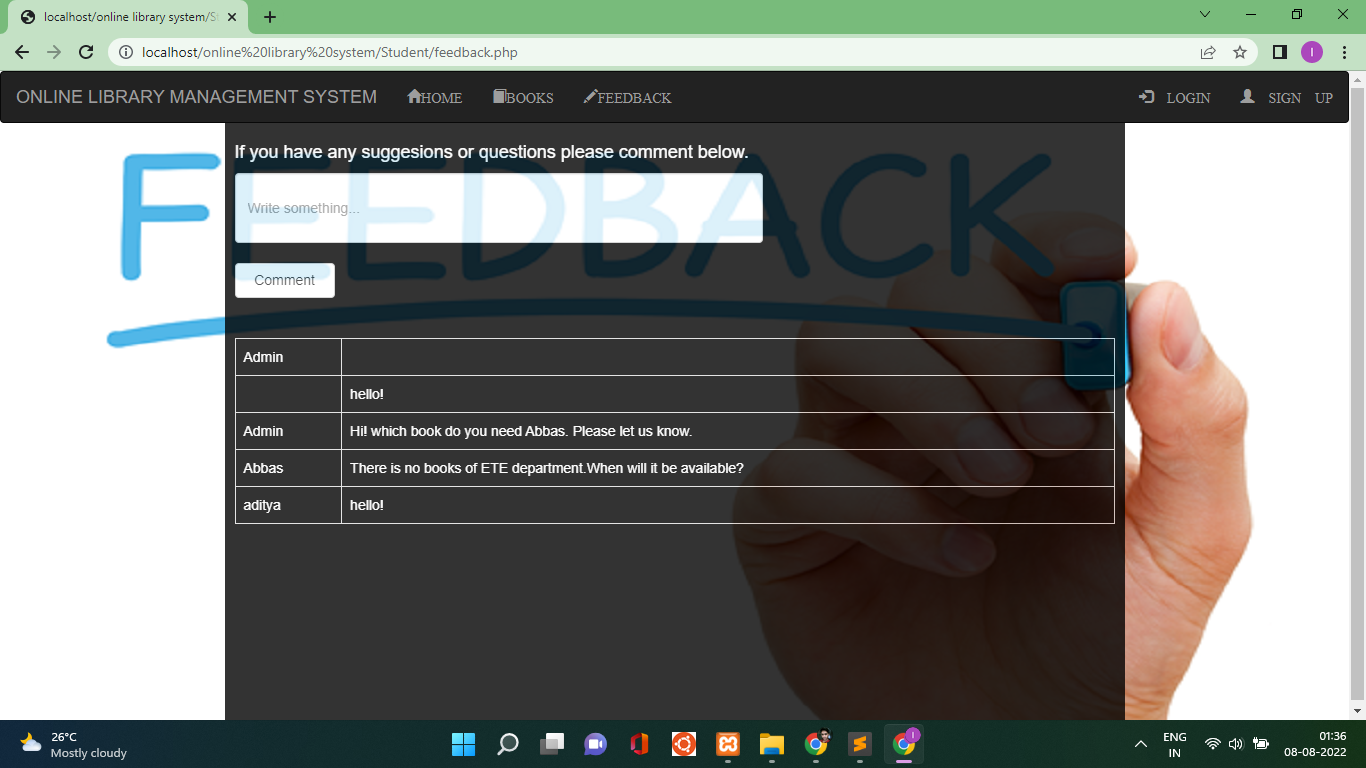 localhost/online library system/S
localhost/online%20library%20system/Student/feedback.php
I
ONLINE LIBRARY MANAGEMENT SYSTEM HOME BOOKS FEEDBACK LOGIN SIGN UP
FEEDBACK
If you have any suggesions or questions please comment below.
Write something...
Comment
Admin
hello!
Admin Hi! which book do you need Abbas. Please let us know.
Abbas There is no books of ETE department.When will it be available?
aditya hello!
26°C
Mostly cloudy
I
ENG
IN
01:36
08-08-2022